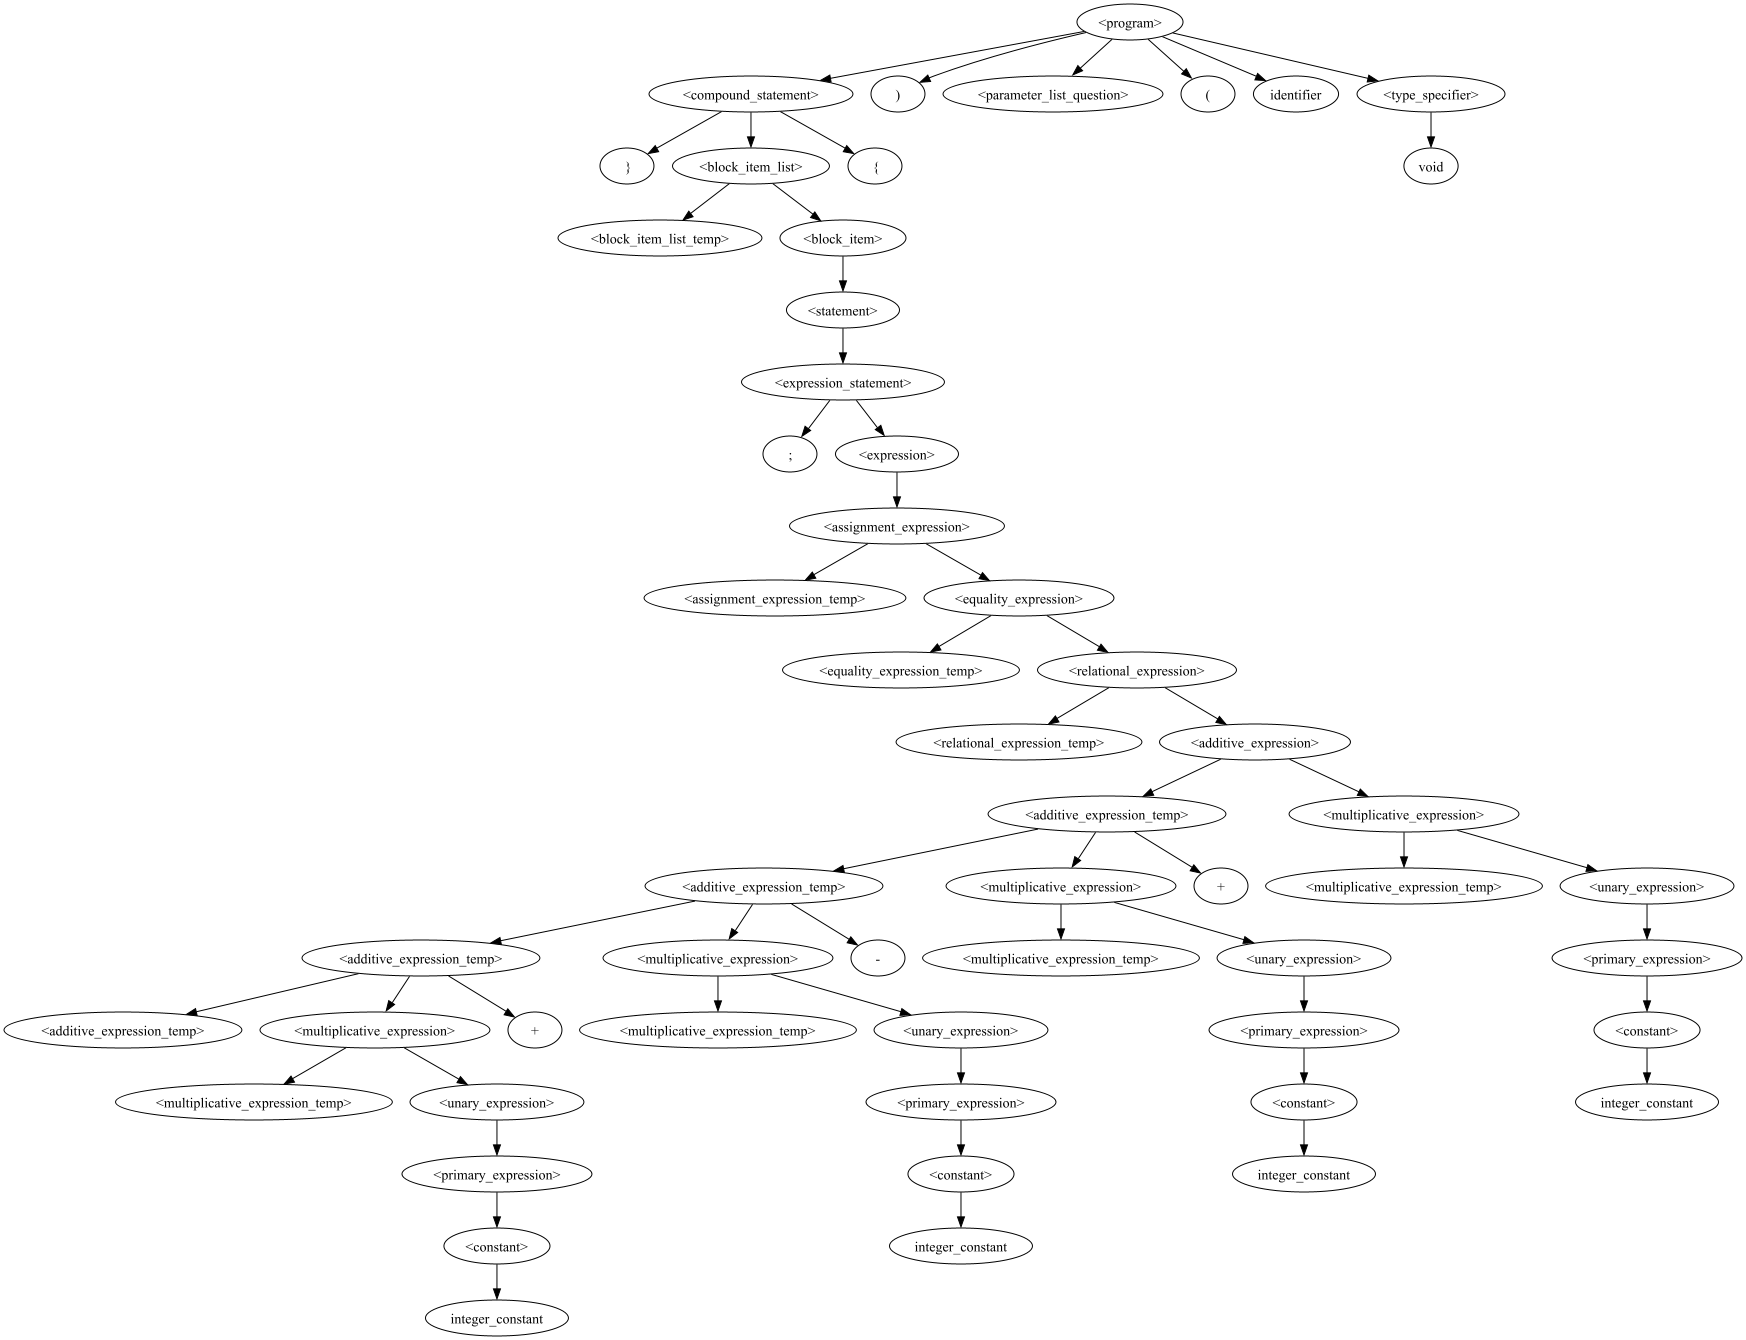 <program>
<compound_statement> ) <parameter_list_question> ( identifier <type_specifier>
} <block_item_list> { void
<block_item_list_temp> <block_item>
<statement>
<expression_statement>
; <expression>
<assignment_expression>
<assignment_expression_temp> <equality_expression>
<equality_expression_temp> <relational_expression>
<relational_expression_temp> <additive_expression>
<additive_expression_temp> <multiplicative_expression>
<additive_expression_temp> <multiplicative_expression> + <multiplicative_expression_temp> <unary_expression>
<additive_expression_temp> <multiplicative_expression> - <multiplicative_expression_temp> <unary_expression> <primary_expression>
<additive_expression_temp> <multiplicative_expression> + <multiplicative_expression_temp> <unary_expression> <primary_expression> <constant>
<multiplicative_expression_temp> <unary_expression> <primary_expression> <constant> integer_constant
<primary_expression> <constant> integer_constant
<constant> integer_constant
integer_constant